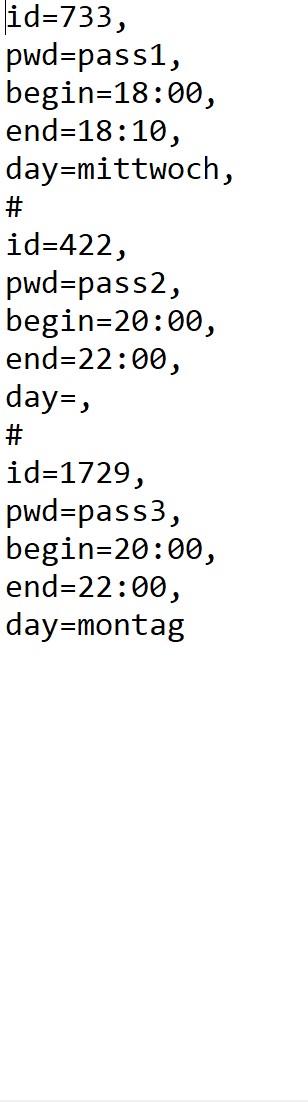 id=733,
pwd=pass1,
begin=18:00,
end=18:10,
day=mittwoch,
#
id=422,
pwd=pass2,
begin=20:00,
end=22:00,
day=,
#
id=1729,
pwd=pass3,
begin=20:00,
end=22:00,
day=montag